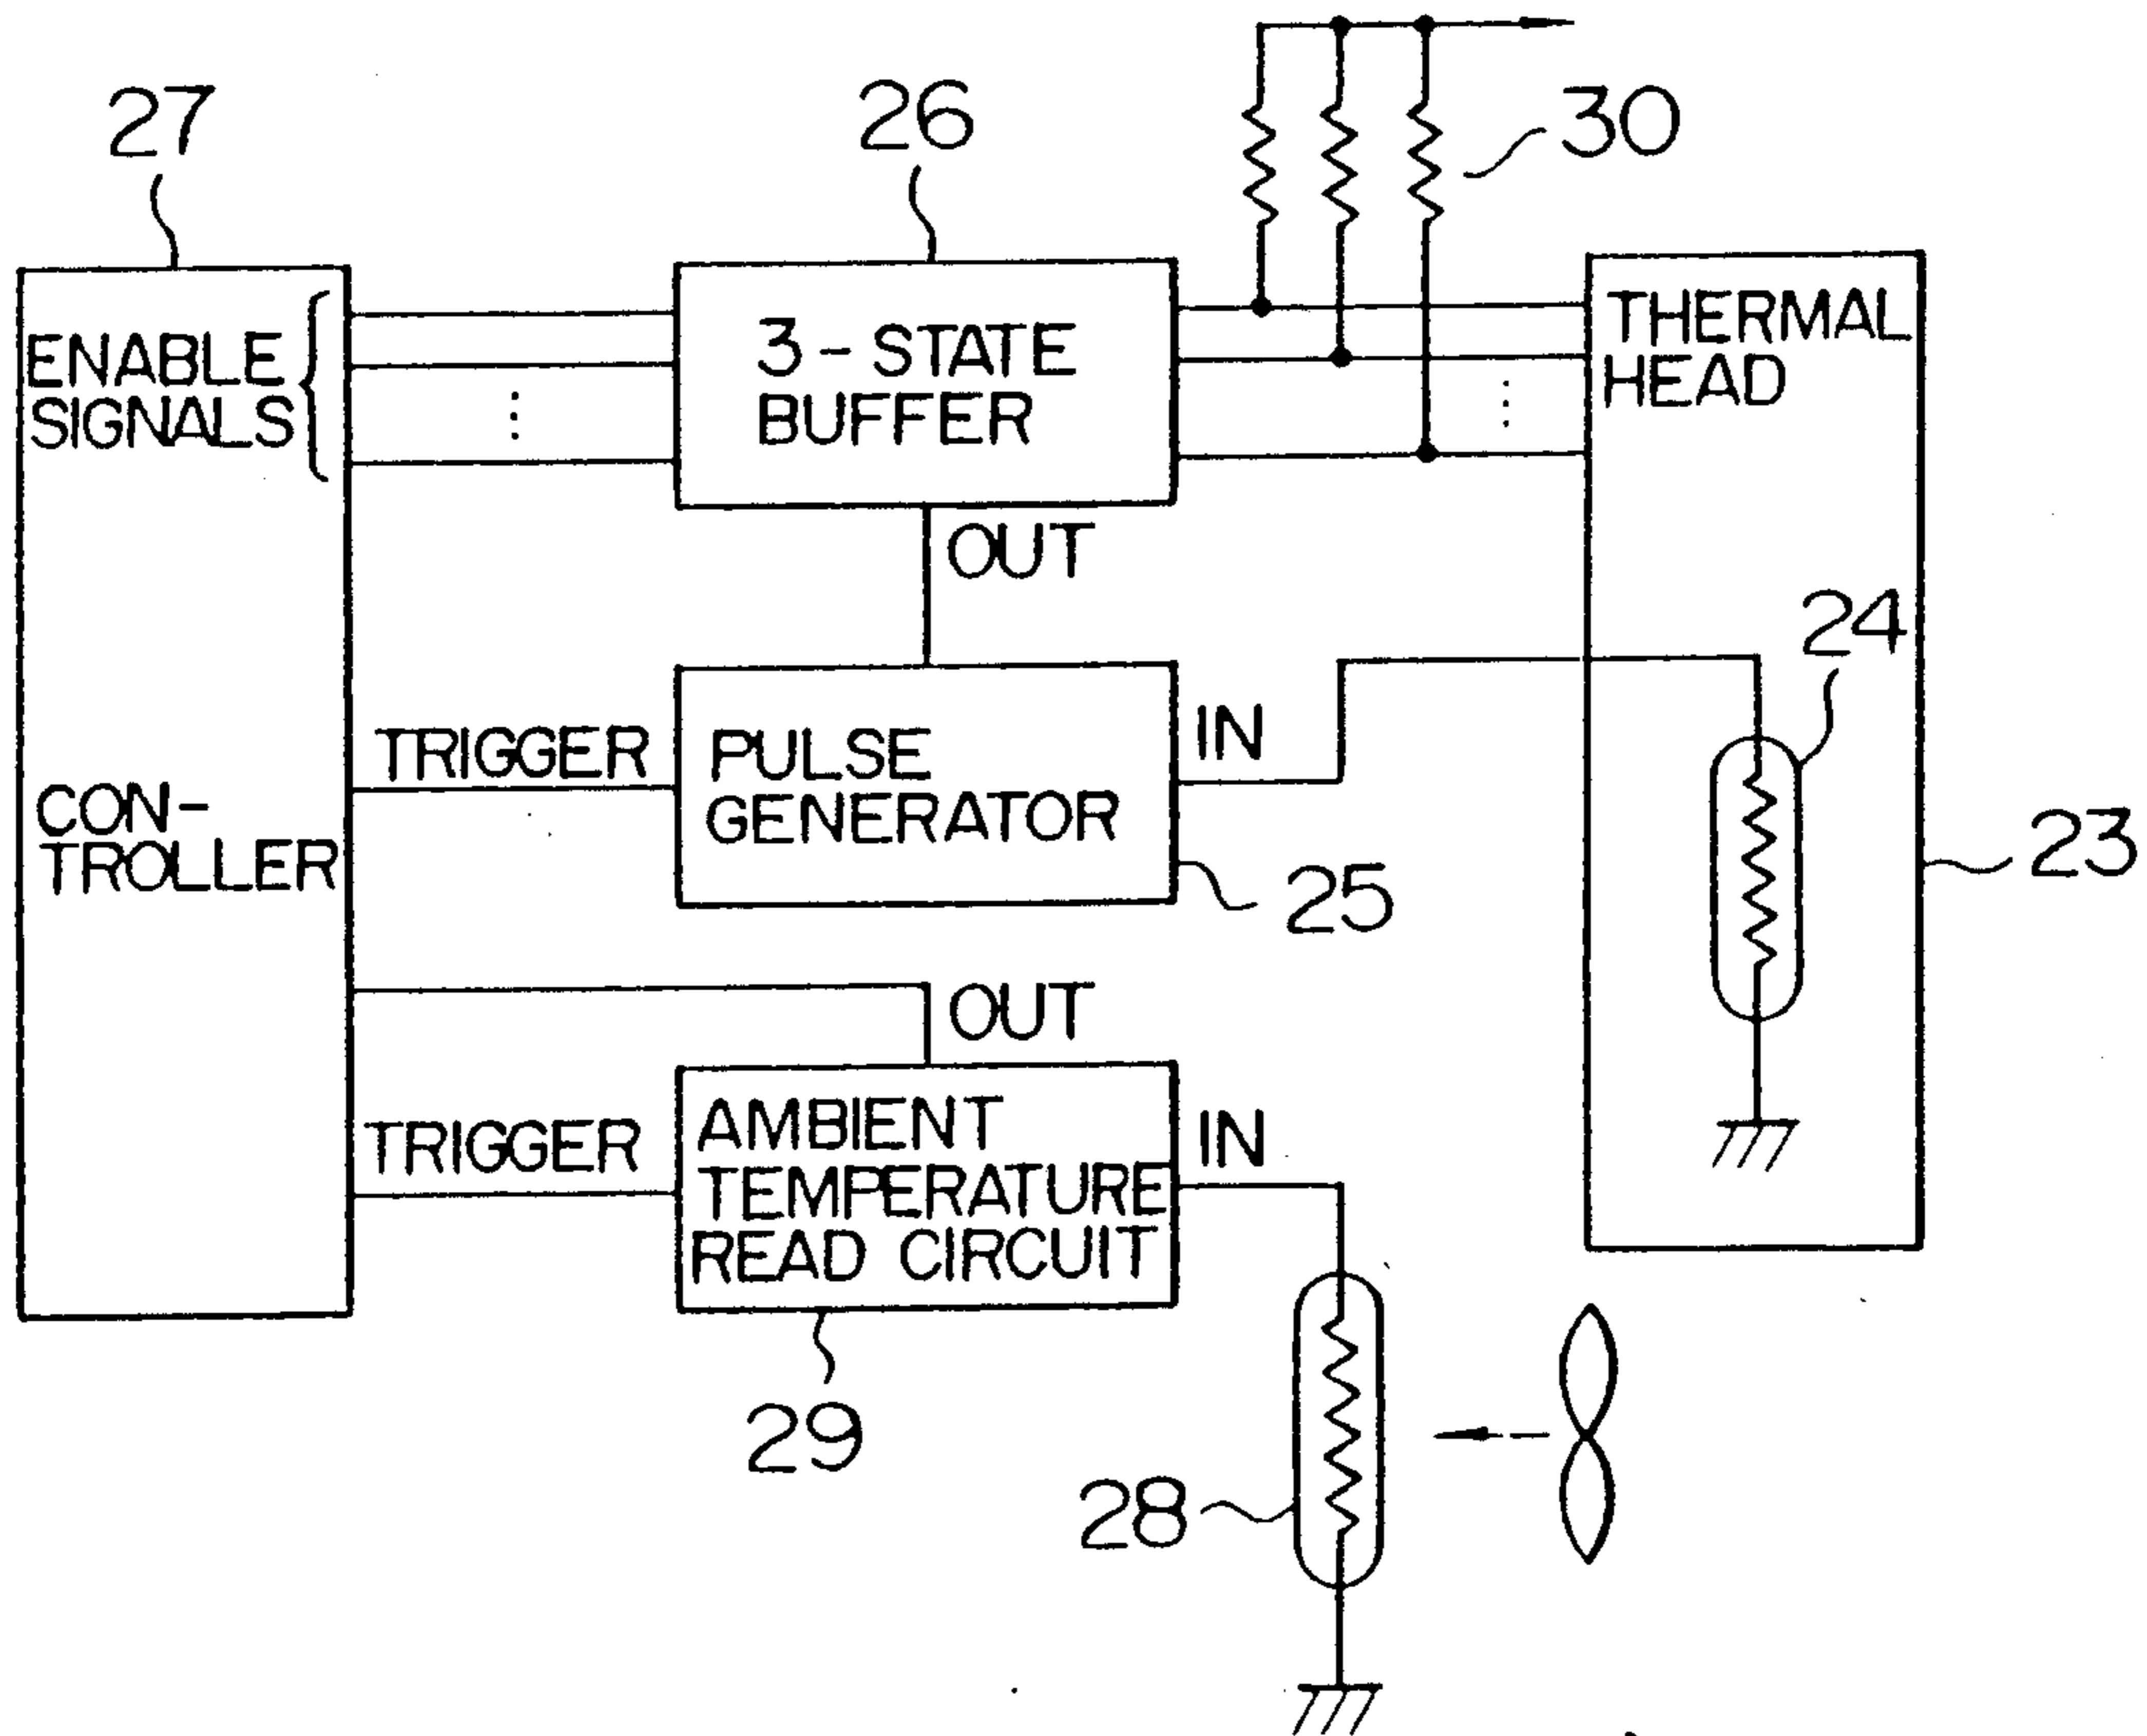 27
26
30
ENABLE
SIGNALS
3-STATE
BUFFER
THERMAL
HEAD
OUT
24
TRIGGER
PULSE
GENERATOR
IN
CON-
TROLLER
23
25
OUT
TRIGGER
AMBIENT
TEMPERATURE
READ CIRCUIT
IN
29
28